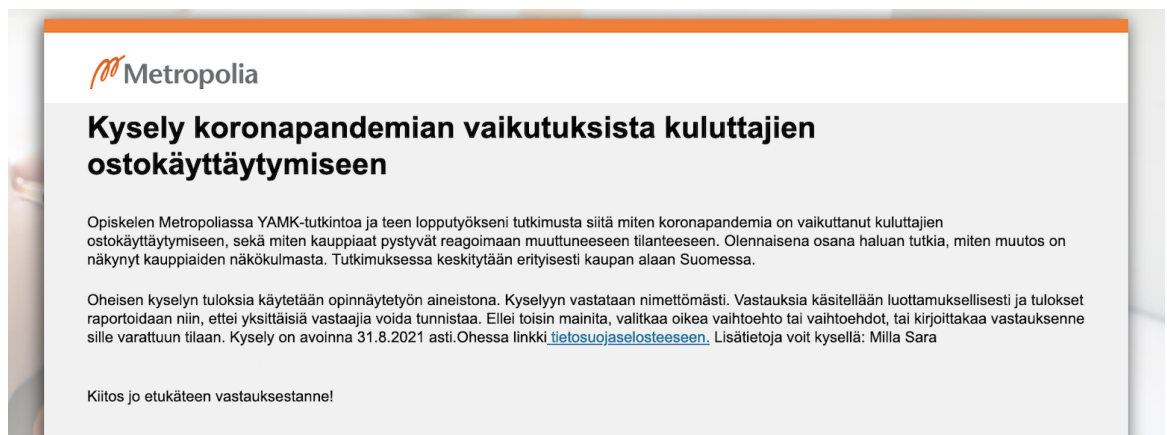 Metropolia
Kysely koronapandemian vaikutuksista kuluttajien
ostokäyttäytymiseen
Opiskelen Metropoliassa YAMK-tutkintoa ja teen lopputyökseni tutkimusta siitä miten koronapandemia on vaikuttanut kuluttajien
ostokäyttäytymiseen, sekä miten kauppiaat pystyvät reagoimaan muuttuneeseen tilanteeseen. Olennaisena osana haluan tutkia, miten muutos on
näkynyt kauppiaiden näkökulmasta. Tutkimuksessa keskitytään erityisesti kaupan alaan Suomessa.
Oheisen kyselyn tuloksia käytetään opinnäytetyön aineistona. Kyselyyn vastataan nimettömästi. Vastauksia käsitellään luottamuksellisesti ja tulokset
raportoidaan niin, ettei yksittäisiä vastaajia voida tunnistaa. Ellei toisin mainita, valitkaa oikea vaihtoehto tai vaihtoehdot, tai kirjoittakaa vastauksenne
sille varattuun tilaan. Kysely on avoinna 31.8.2021 asti.Ohessa linkki tietosuojaselosteeseen. Lisätietoja voit kysellä: Milla Sara
Kiitos jo etukäteen vastauksestanne!